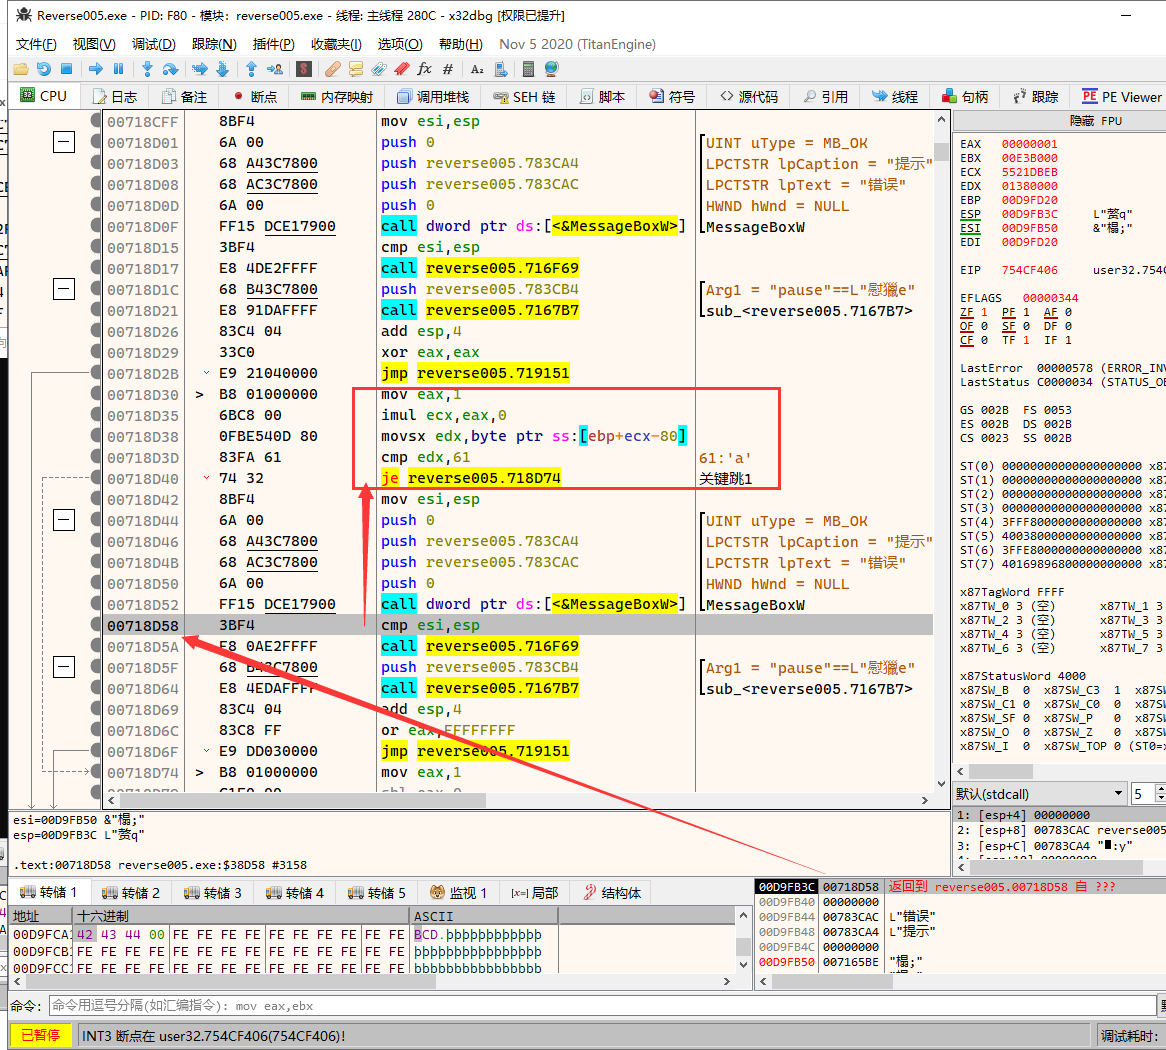 Reverse005.exe - PID: F80 - 模块: reverse005.exe - 线程: 主线程 280C - x32dbg [权限已提升]
文件(F) 视图(V) 调试(D) 跟踪(N) 插件(P) 收藏夹(I) 选项(O) 帮助(H) Nov 5 2020 (TitanEngine)
CPU 日志 备注 断点 内存映射 调用堆栈 SEH 链 脚本 符号 源代码 引用 线程 句柄 跟踪 PE Viewer
00718CFF 8BF4 mov esi,esp
00718D01 6A 00 push 0 UINT uType = MB_OK
00718D03 68 A43C7800 push reverse005.783CA4 LPCTSTR lpCaption = "提示"
00718D08 68 AC3C7800 push reverse005.783CAC LPCTSTR lpText = "错误"
00718D0D 6A 00 push 0 HWND hWnd = NULL
00718D0F FF15 DCE17900 call dword ptr ds:[<&MessageBoxW>] MessageBoxW
00718D15 3BF4 cmp esi,esp
00718D17 E8 4DE2FFFF call reverse005.716F69
00718D1C 68 B43C7800 push reverse005.783CB4 Arg1 = "pause"==L"慰獵e"
00718D21 E8 91DAFFFF call reverse005.7167B7 sub_<reverse005.7167B7>
00718D26 83C4 04 add esp,4
00718D29 33C0 xor eax,eax
00718D2B E9 21040000 jmp reverse005.719151
00718D30 > B8 01000000 mov eax,1
00718D35 6BC8 00 imul ecx,eax,0
00718D38 0FBE540D 80 movsx edx,byte ptr ss:[ebp+ecx-80]
00718D3D 83FA 61 cmp edx,61 61:'a'
00718D40 74 32 je reverse005.718D74 关键跳1
00718D42 8BF4 mov esi,esp
00718D44 6A 00 push 0 UINT uType = MB_OK
00718D46 68 A43C7800 push reverse005.783CA4 LPCTSTR lpCaption = "提示"
00718D4B 68 AC3C7800 push reverse005.783CAC LPCTSTR lpText = "错误"
00718D50 6A 00 push 0 HWND hWnd = NULL
00718D52 FF15 DCE17900 call dword ptr ds:[<&MessageBoxW>] MessageBoxW
00718D58 3BF4 cmp esi,esp
00718D5A E8 0AE2FFFF call reverse005.716F69
00718D5F 68 B43C7800 push reverse005.783CB4 Arg1 = "pause"==L"慰獵e"
00718D64 E8 4EDAFFFF call reverse005.7167B7 sub_<reverse005.7167B7>
00718D69 83C4 04 add esp,4
00718D6C 83C8 FF or eax,FFFFFFFF
00718D6F E9 DD030000 jmp reverse005.719151
00718D74 > B8 01000000 mov eax,1
隐藏 FPU
EAX 00000001
EBX 00E3B000
ECX 5521DBEB
EDX 01380000
EBP 00D9FD20
ESP 00D9FB3C
ESI 00D9FB50
EDI 00D9FD20
EIP 754CF406 user32.754CF
EFLAGS 00000344
ZF 1 PF 1 AF 0
OF 0 SF 0 DF 0
CF 0 TF 1 IF 1
LastError 00000578 (ERROR_INV
LastStatus C0000034 (STATUS_OB
GS 002B FS 0053
ES 002B DS 002B
CS 0023 SS 002B
ST(0) 00000000000000000000 x87
ST(1) 00000000000000000000 x87
ST(2) 00000000000000000000 x87
ST(3) 00000000000000000000 x87
ST(4) 3FFF8000000000000000 x87
ST(5) 40038000000000000000 x87
ST(6) 3FFE8000000000000000 x87
ST(7) 40169896800000000000 x87
x87TagWord FFFF
x87TW_0 3 (空) x87TW_1 3
x87TW_2 3 (空) x87TW_3 3
x87TW_4 3 (空) x87TW_5 3
x87TW_6 3 (空) x87TW_7 3
x87StatusWord 4000
x87SW_B 0 x87SW_C3 1 x87SW
x87SW_C1 0 x87SW_C0 0 x87SW
x87SW_SF 0 x87SW_P 0 x87SW
x87SW_O 0 x87SW_Z 0 x87SW
x87SW_I 0 x87SW_TOP 0 (ST0=x
默认(stdcall) 5
1: [esp+4] 00000000
2: [esp+8] 00783CAC reverse005
3: [esp+C] 00783CA4
esi=00D9FB50
esp=00D9FB3C
.text:00718D58 reverse005.exe:$38D58 #3158
转储 1 转储 2 转储 3 转储 4 转储 5 监视 1 [x=] 局部 结构体
地址 十六进制 ASCII
00D9FCA1 42 43 44 00 FE FE FE FE FE FE FE FE FE FE BCD.þþþþþþþþþþþþ
00D9FCB1 FE FE FE FE FE FE FE FE FE FE FE FE FE FE þþþþþþþþþþþþþþþþ
00D9FCC1 FE FE FE FE FE FE FE FE FE FE FE FE FE FE þþþþþþþþþþþþþþþþ
00D9FB3C 00718D58 返回到 reverse005.00718D58 自 ???
00D9FB40 00000000
00D9FB44 00783CAC L"错误"
00D9FB48 00783CA4 L"提示"
00D9FB4C 00000000
00D9FB50 007165BE
命令: 命令用逗号分隔(如汇编指令): mov eax,ebx
已暂停 INT3 断点在 user32.754CF406(754CF406)! 调试耗时: